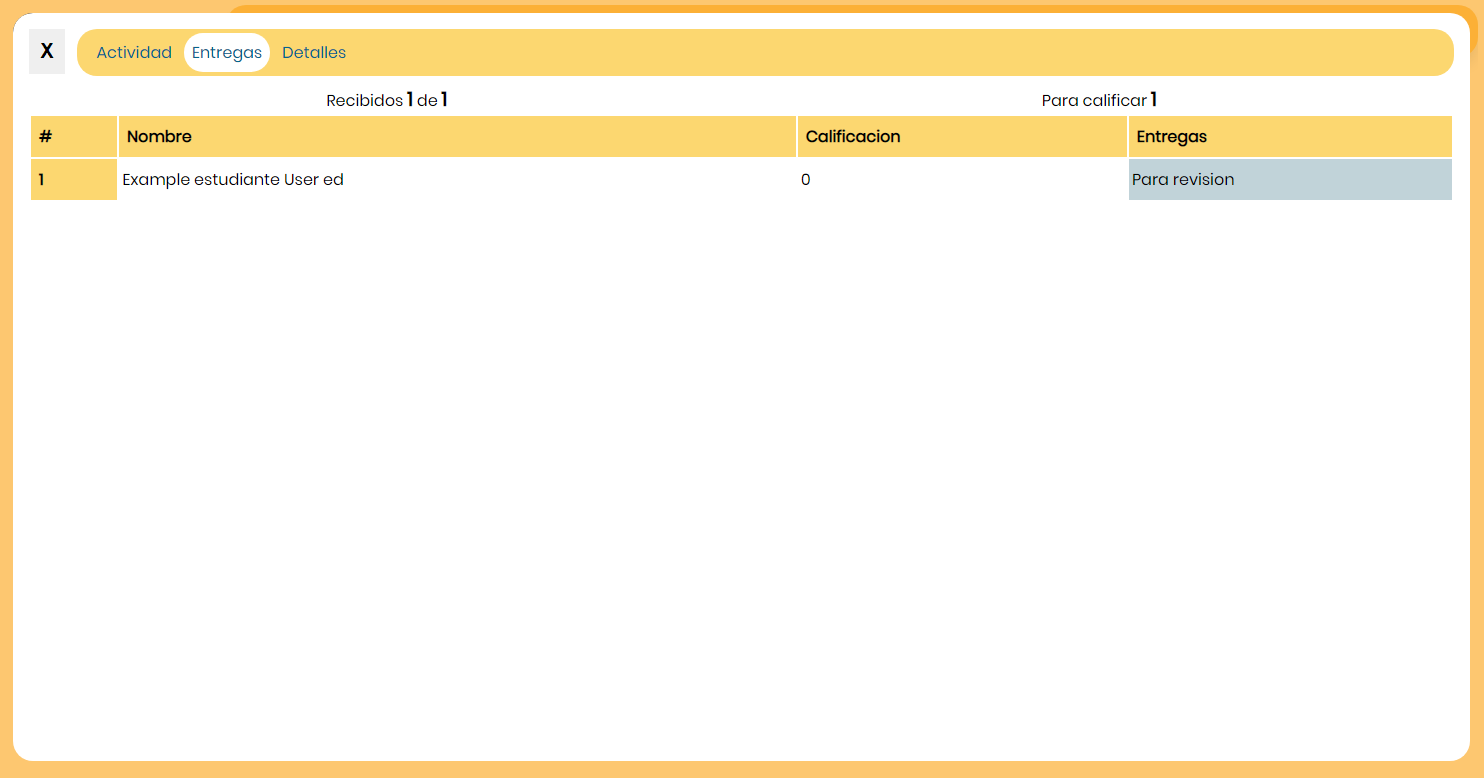 X Actividad Entregas Detalles
Recibidos 1 de 1 Para calificar 1
# Nombre Calificacion Entregas
1 Example estudiante User ed 0 Para revision